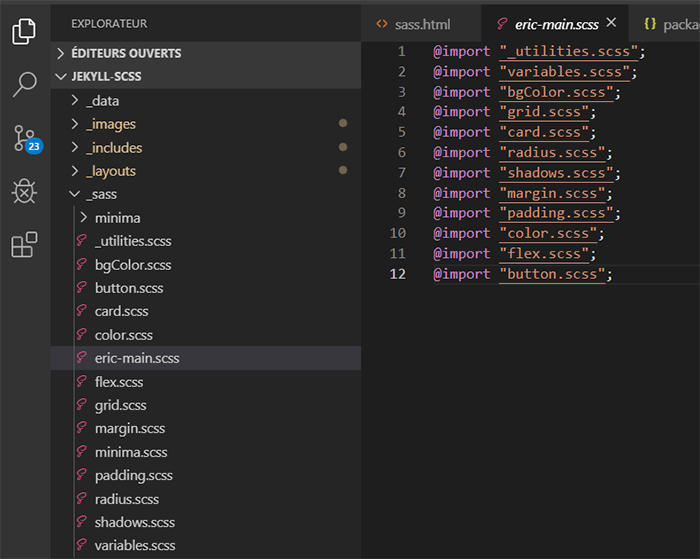 EXPLORATEUR
ÉDITEURS OUVERTS
JEKYLL-SCSS
_data
_images
_includes
_layouts
_sass
minima
_utilities.scss
bgColor.scss
button.scss
card.scss
color.scss
eric-main.scss
flex.scss
grid.scss
margin.scss
minima.scss
padding.scss
radius.scss
shadows.scss
variables.scss
23
<> sass.html
eric-main.scss
{} packa
1 @import "_utilities.scss";
2 @import "variables.scss";
3 @import "bgColor.scss";
4 @import "grid.scss";
5 @import "card.scss";
6 @import "radius.scss";
7 @import "shadows.scss";
8 @import "margin.scss";
9 @import "padding.scss";
10 @import "color.scss";
11 @import "flex.scss";
12 @import "button.scss";